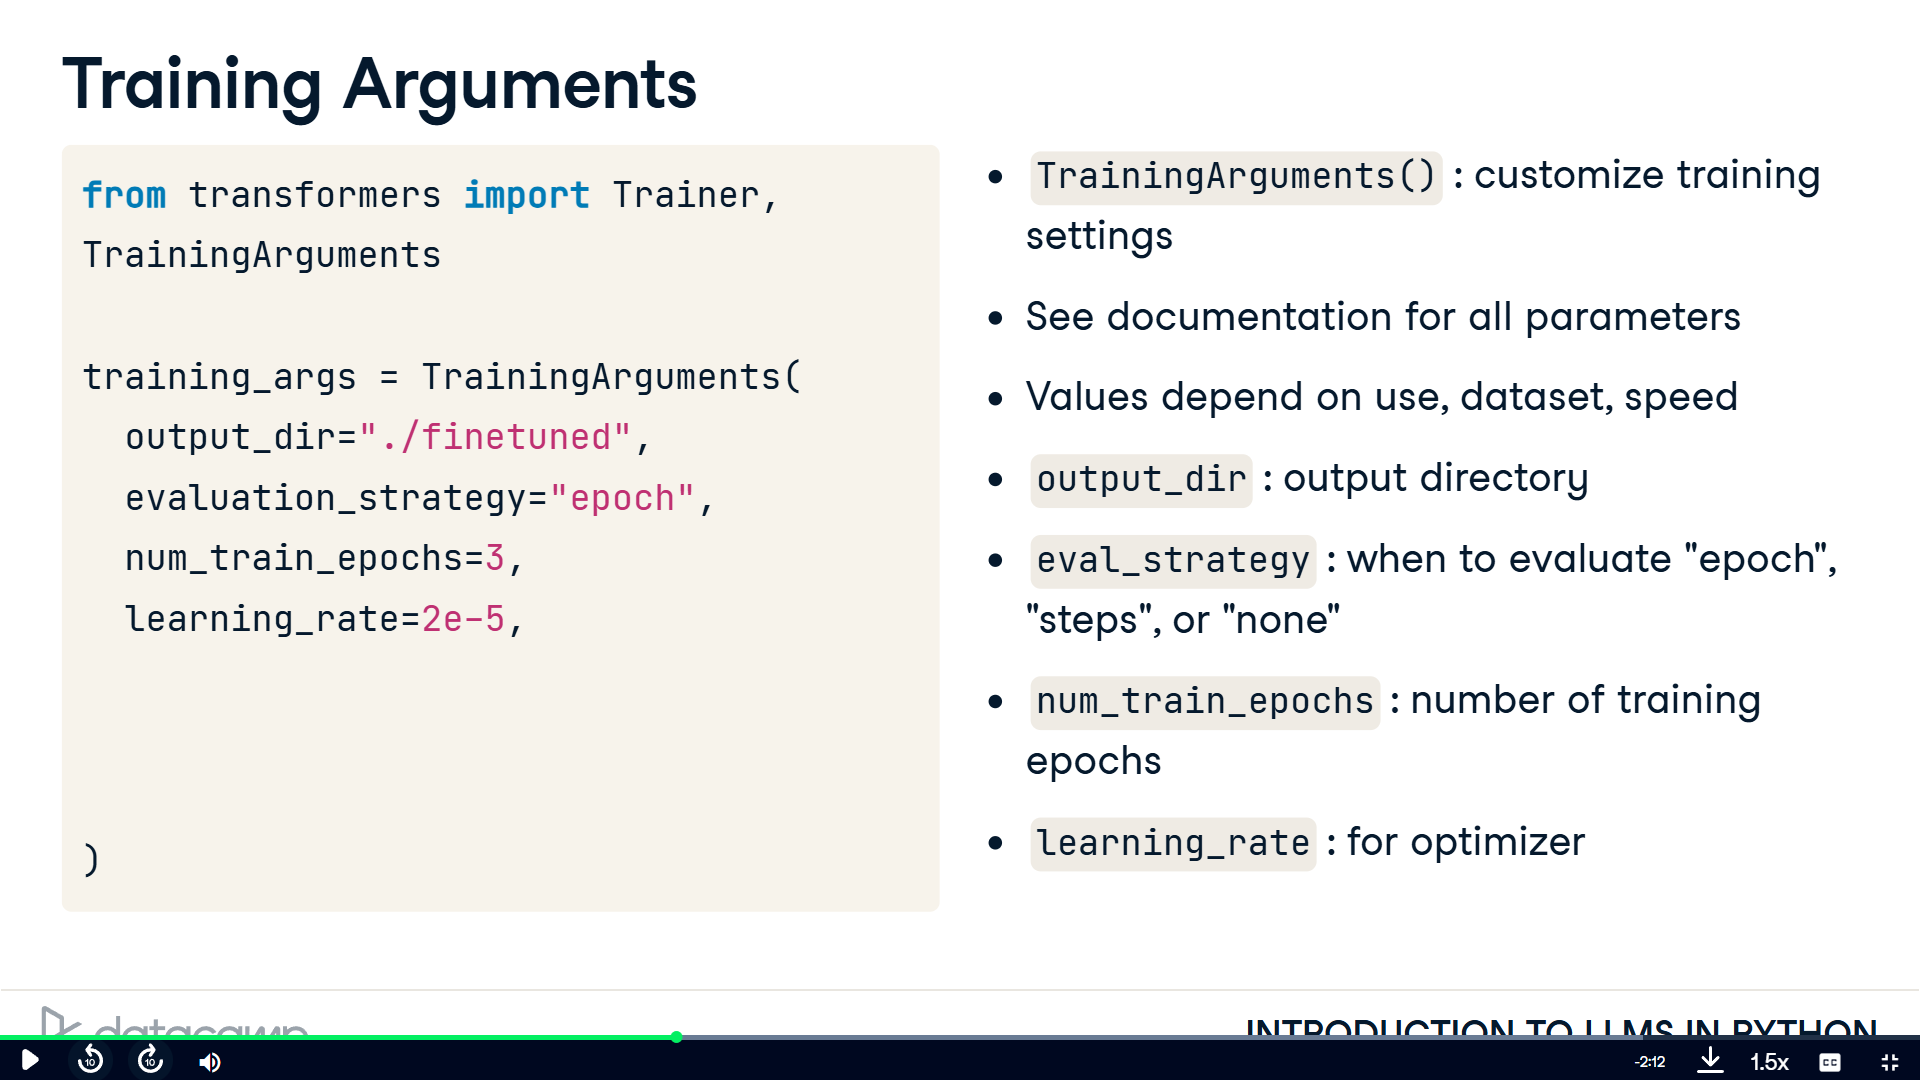 Training Arguments
from transformers import Trainer,
TrainingArguments
training_args = TrainingArguments(
output_dir="./finetuned",
evaluation_strategy="epoch",
num_train_epochs=3,
learning_rate=2e-5,
)
• TrainingArguments() : customize training
settings
• See documentation for all parameters
• Values depend on use, dataset, speed
• output_dir : output directory
• eval_strategy : when to evaluate "epoch",
"steps", or "none"
• num_train_epochs : number of training
epochs
• learning_rate : for optimizer
datacamp
INTRODUCTION TO LLMS IN PYTHON
10
10
-2:12
1.5x
CC